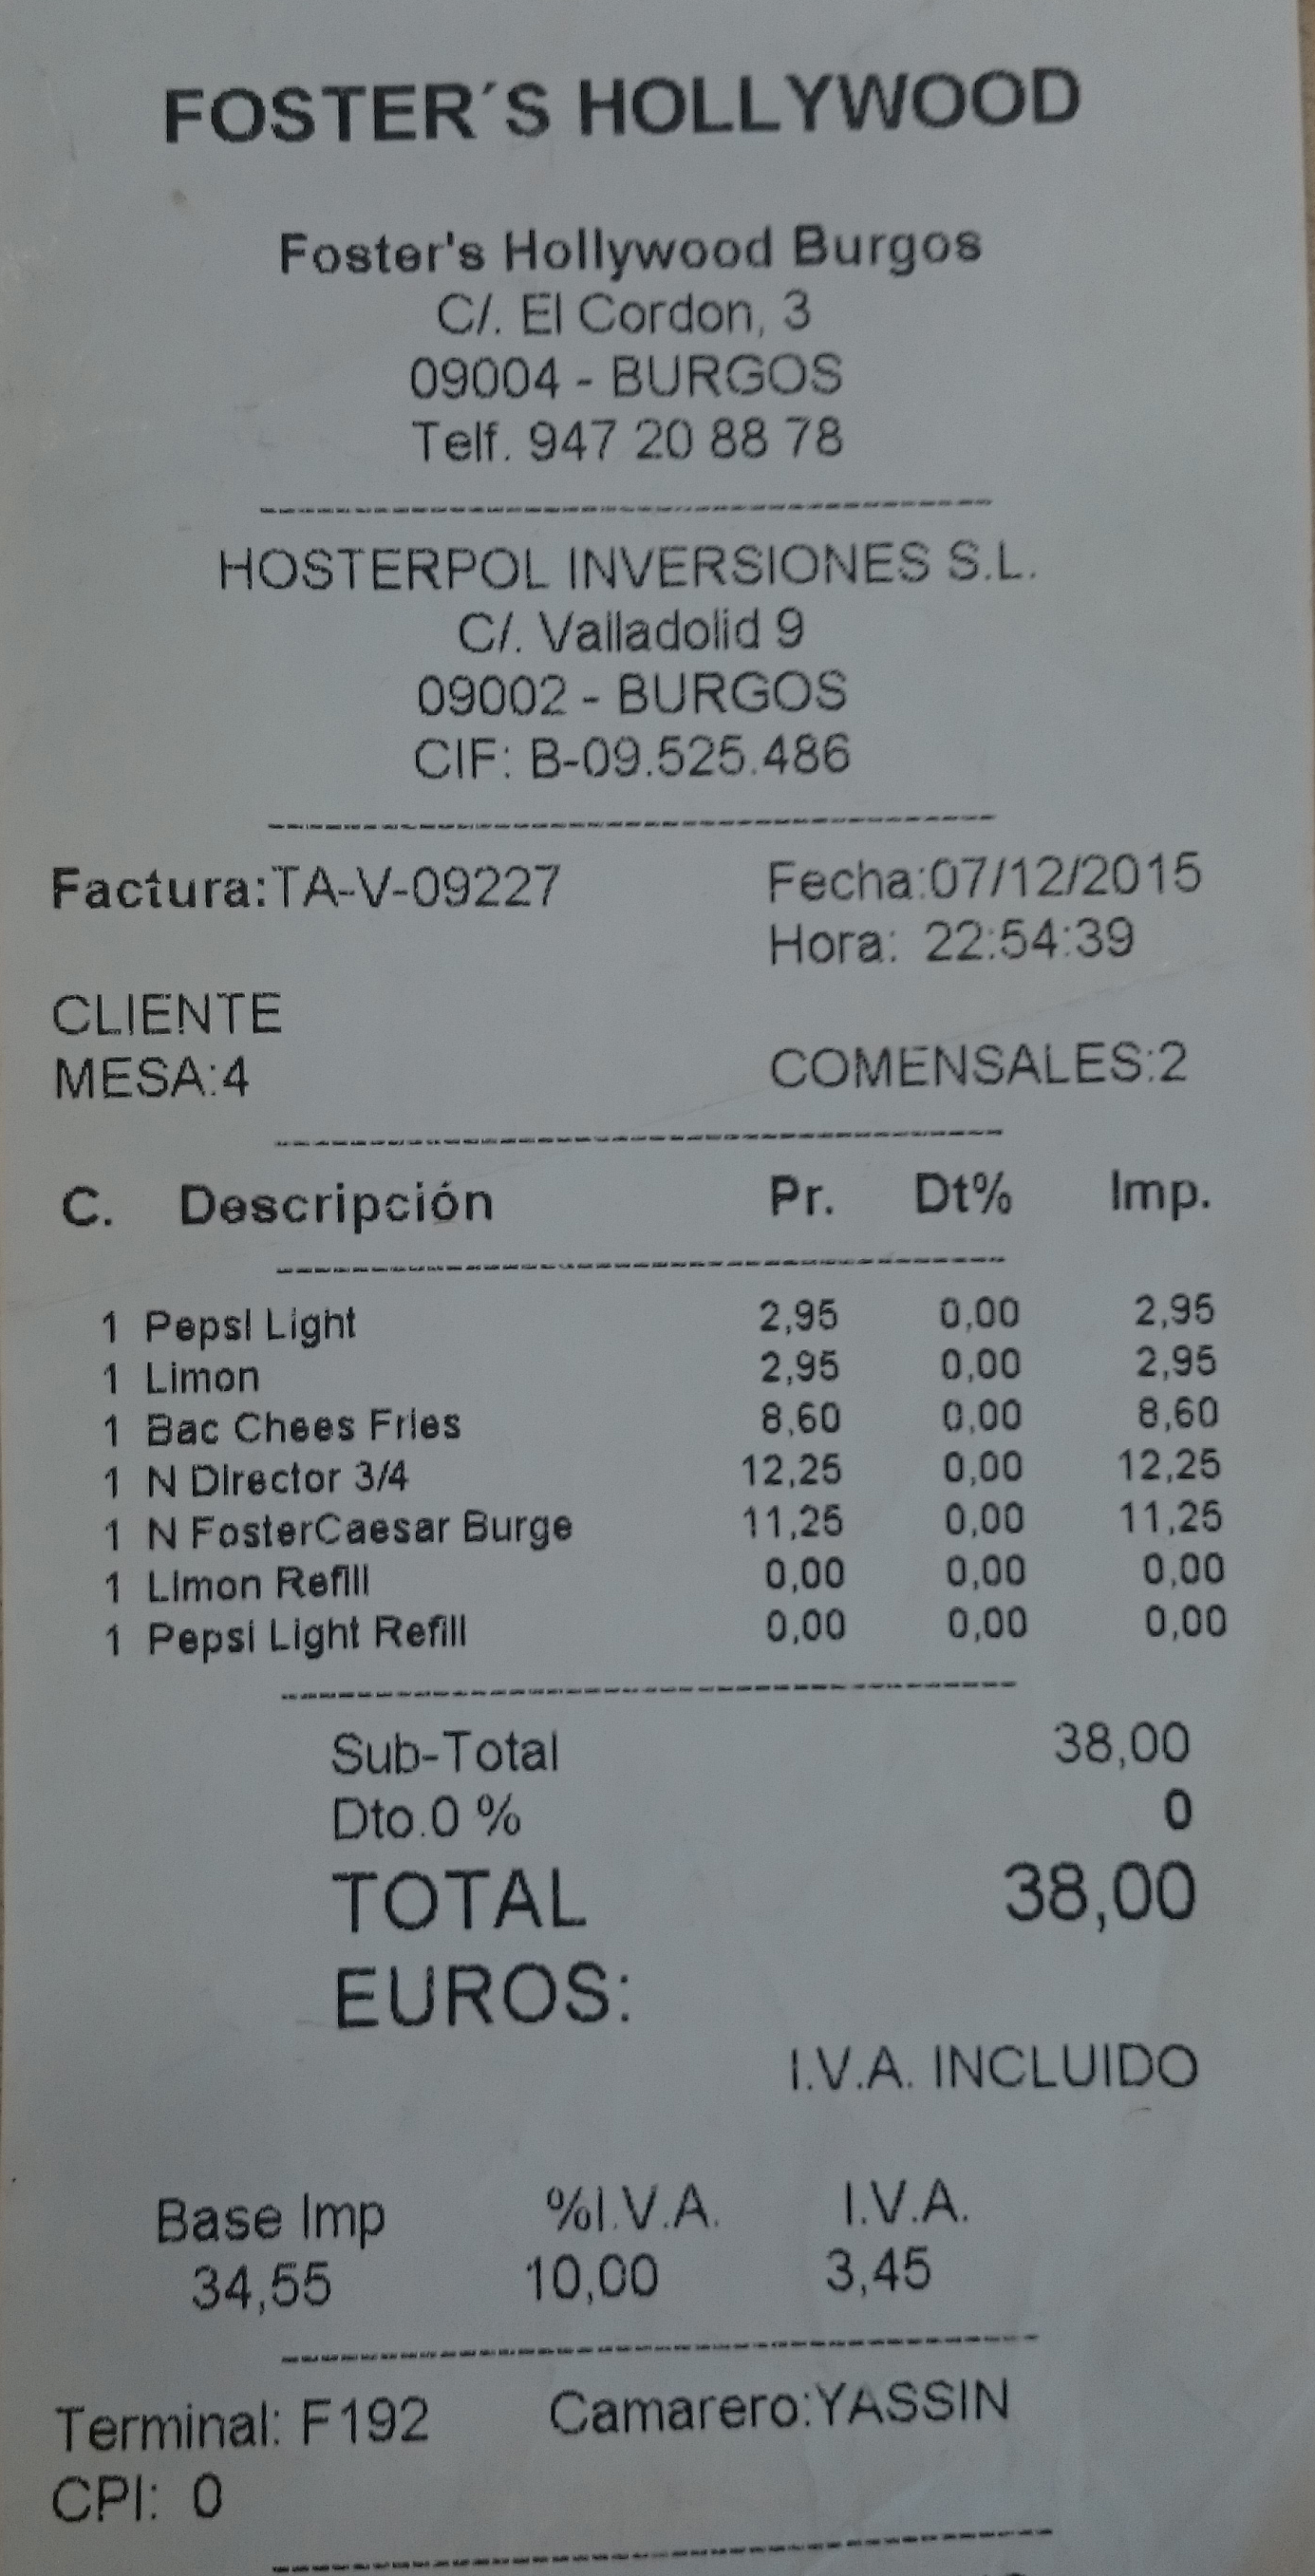 FOSTER´S HOLLYWOOD
Foster's Hollywood Burgos
C/. El Cordon, 3
09004 - BURGOS
Telf. 947 20 88 78
HOSTERPOL INVERSIONES S.L.
C/. Valladolid 9
09002 - BURGOS
CIF: B-09.525.486
Factura:TA-V-09227 Fecha:07/12/2015
Hora: 22:54:39
CLIENTE
MESA:4 COMENSALES:2
C. Descripción Pr. Dt% Imp.
1 Pepsi Light 2,95 0,00 2,95
1 Limon 2,95 0,00 2,95
1 Bac Chees Fries 8,60 0,00 8,60
1 N Director 3/4 12,25 0,00 12,25
1 N FosterCaesar Burge 11,25 0,00 11,25
1 Limon Refill 0,00 0,00 0,00
1 Pepsi Light Refill 0,00 0,00 0,00
Sub-Total 38,00
Dto.0 % 0
TOTAL 38,00
EUROS:
I.V.A. INCLUIDO
Base Imp %I.V.A. I.V.A.
34,55 10,00 3,45
Terminal: F192 Camarero:YASSIN
CPI: 0